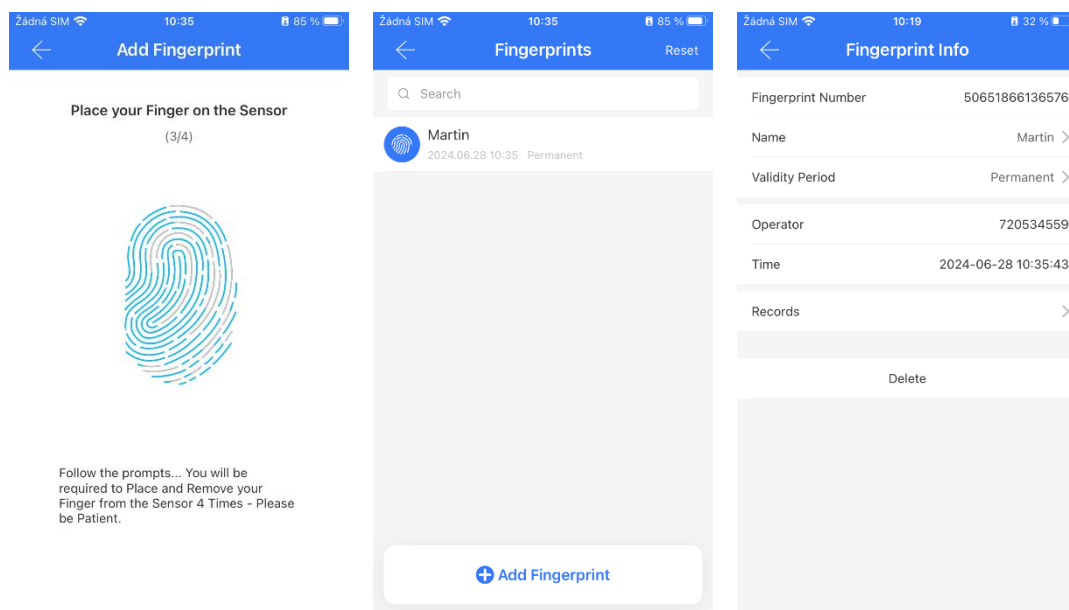 Žádná SIM 10:35 85 %
Add Fingerprint
Place your Finger on the Sensor
(3/4)
Follow the prompts... You will be
required to Place and Remove your
Finger from the Sensor 4 Times - Please
be Patient.
Žádná SIM 10:35 85 %
Fingerprints Reset
Search
Martin
2024.06.28 10:35 Permanent
Add Fingerprint
Žádná SIM 10:19 32 %
Fingerprint Info
Fingerprint Number 50651866136576
Name Martin
Validity Period Permanent
Operator 720534559
Time 2024-06-28 10:35:43
Records
Delete